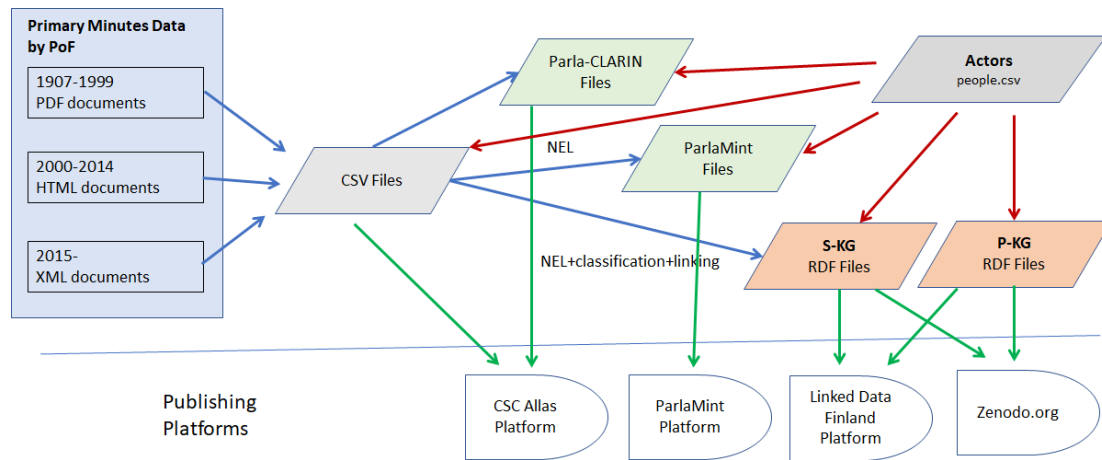 Primary Minutes Data
by PoF
1907-1999
PDF documents
2000-2014
HTML documents
2015-
XML documents
CSV Files
Parla-CLARIN
Files
NEL
ParlaMint
Files
Actors
people.csv
NEL+classification+linking
S-KG
RDF Files
P-KG
RDF Files
Publishing
Platforms
CSC Allas
Platform
ParlaMint
Platform
Linked Data
Finland
Platform
Zenodo.org